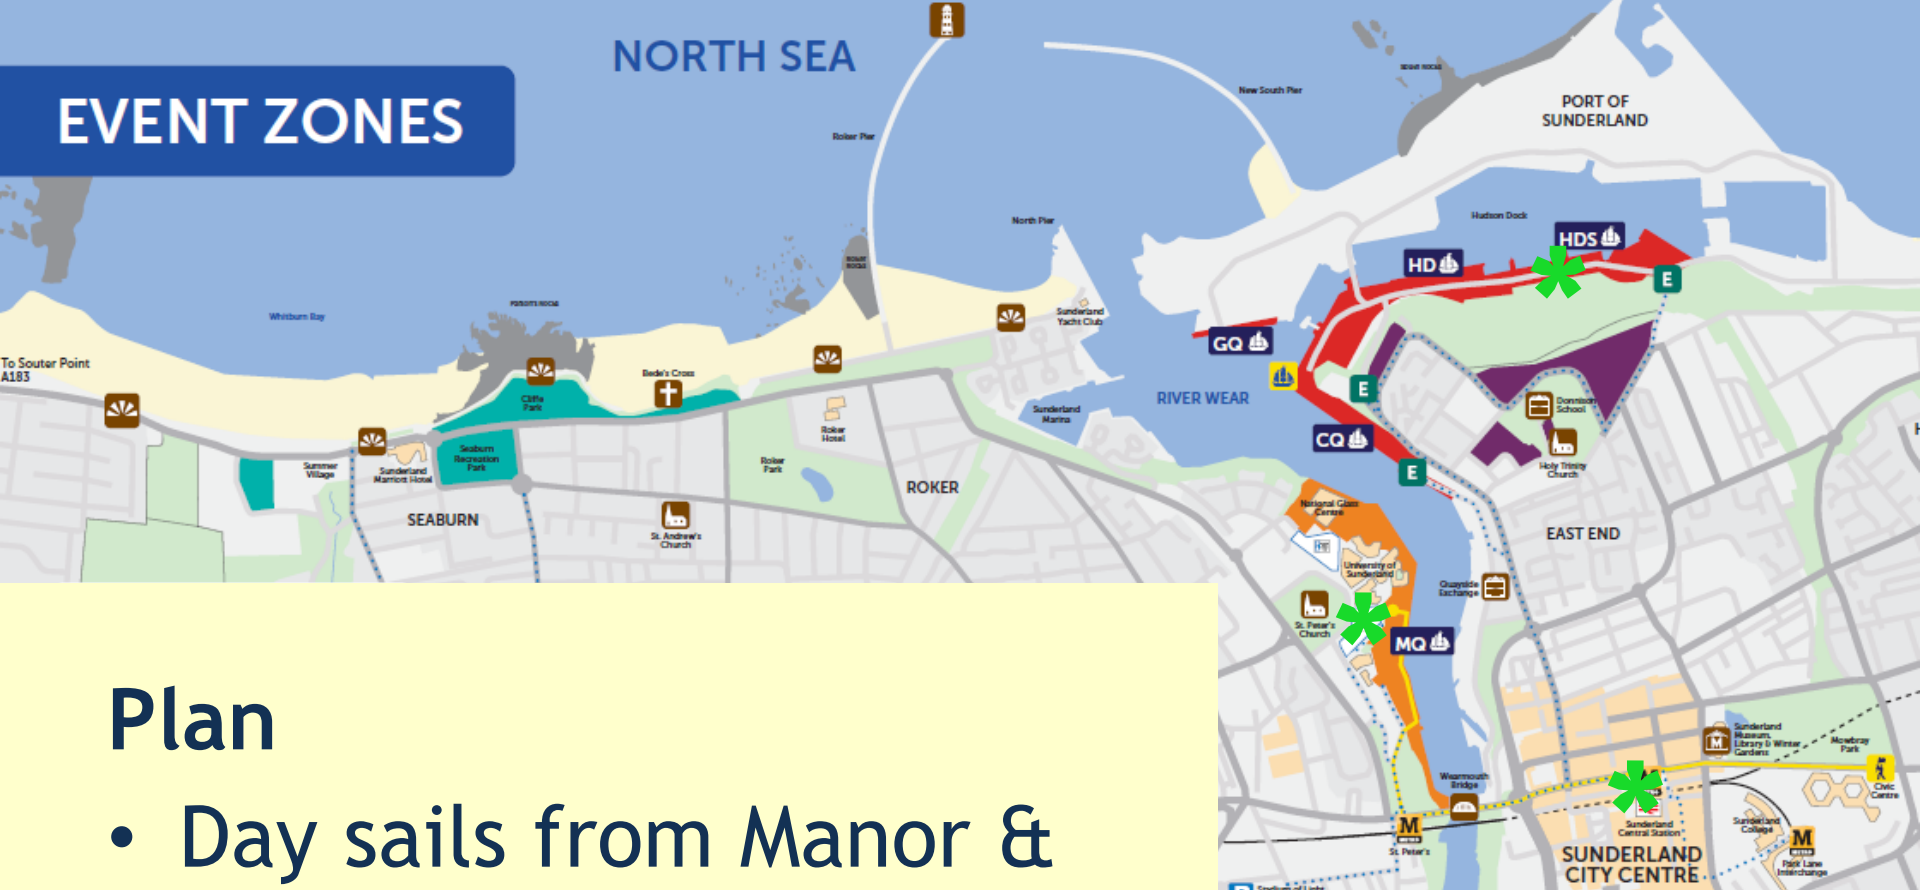 NORTH SEA
EVENT ZONES
New South Pier
PORT OF
SUNDERLAND
Roker Pier
North Pier
Hudson Dock
HDS
HD
E
Whitburn Bay
Sunderland
Yacht Club
GQ
To Souter Point
A183
Bede's Cross
Cliffe
Park
E
RIVER WEAR
Sunderland
Marina
Donnison
School
Roker
Hotel
CQ
Seaburn
Recreation
Park
Summer
Village
Sunderland
Marriott Hotel
Roker
Park
E
Holy Trinity
Church
ROKER
National Glass
Centre
SEABURN
St. Andrew's
Church
EAST END
University of
Sunderland
Quayside
Exchange
St. Peter's
Church
MQ
Plan
Sunderland
Museum,
Library & Winter
Gardens
Mowbray
Park
Wearmouth
Bridge
Civic
Centre
• Day sails from Manor &
M
St. Peter's
Sunderland
Central Station
Sunderland
College
M
Park Lane
Interchange
SUNDERLAND
CITY CENTRE
Stadium of Light